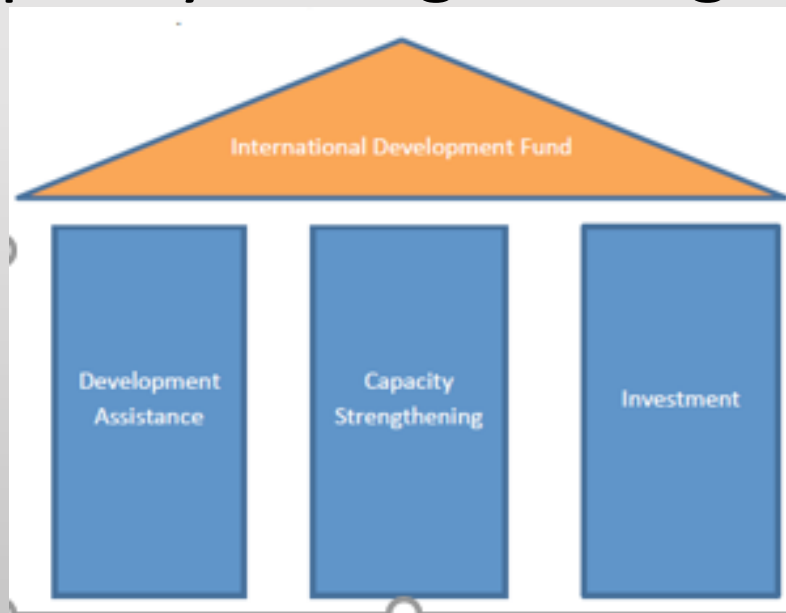 International Development Fund
Development
Assistance
Capacity
Strengthening
Investment